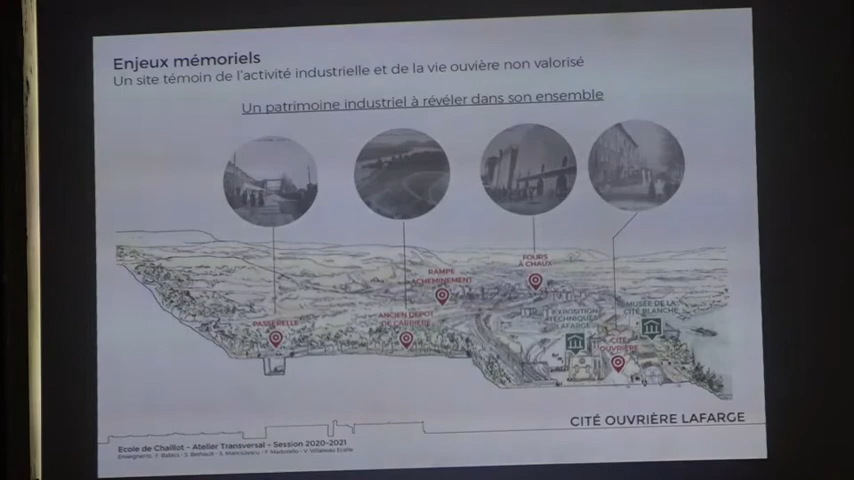 Enjeux mémoriels
Un site témoin de l'activité industrielle et de la vie ouvière non valorisé
Un patrimoine industriel à révéler dans son ensemble
FOURS
À CHAUX
RAMPE
ACHEMINEMENT
PASSERELLE
ANCIEN DEPOT
DE CARRIÈRE
EXPOSITION
TECHNIQUES
LAFARGE
MUSÉE DE LA
CITÉ BLANCHE
CITÉ
OUVRIÈRE
CITÉ OUVRIÈRE LAFARGE
Ecole de Chaillot - Atelier Transversal - Session 2020-2021
Enseignants